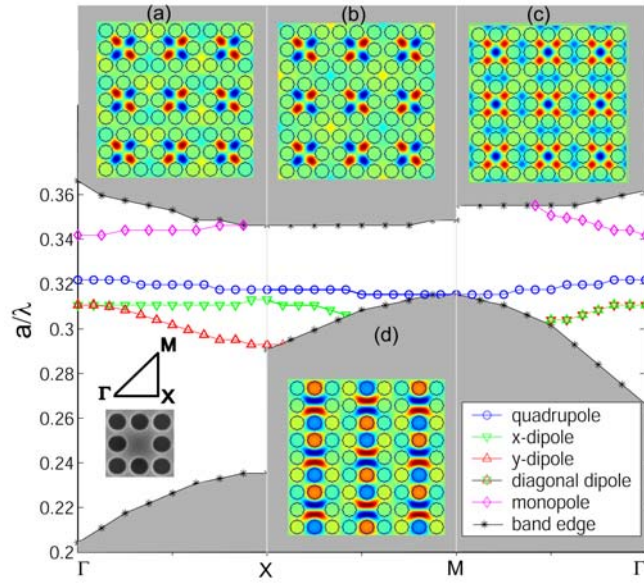 (a)
(b)
(c)
0.36
0.34
0.32
0.3
0.28
0.26
0.24
0.22
0.2
a/λ
(d)
M
Γ
X
quadrupole
x-dipole
y-dipole
diagonal dipole
monopole
band edge
Γ
X
M
Γ